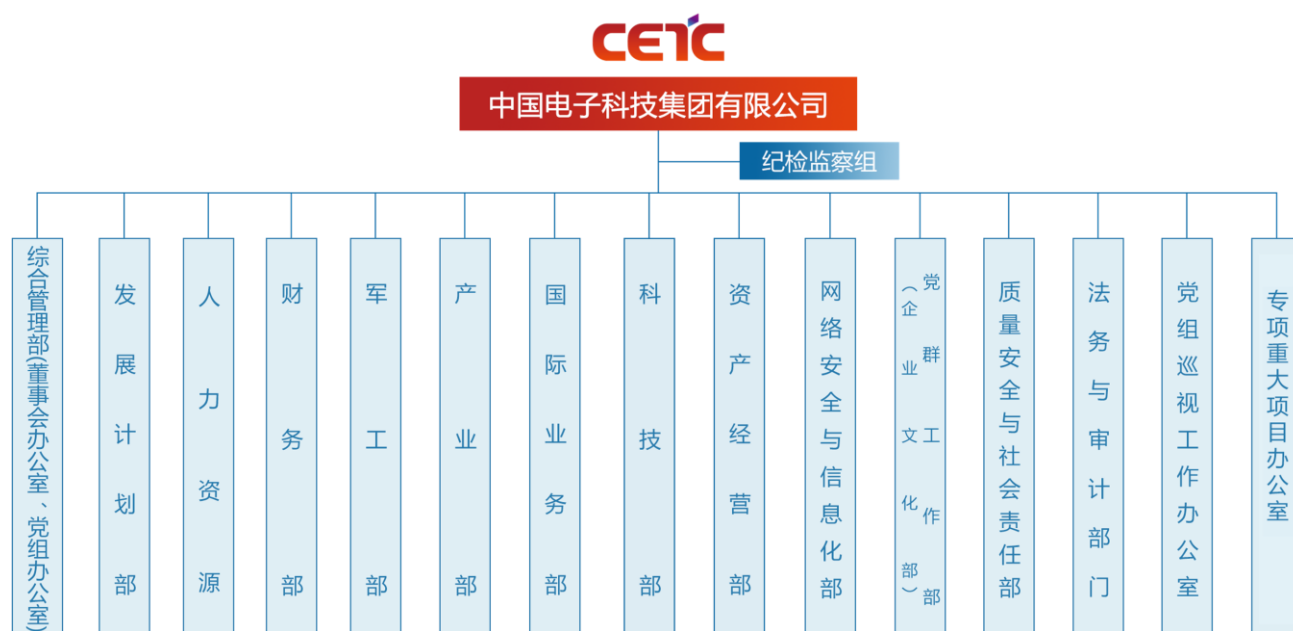 CETC
中国电子科技集团有限公司
纪检监察组
综合管理部(董事会办公室、党组办公室)
发展计划部
人力资源
财务部
军工部
产业部
国际业务部
科技部
资产经营部
网络安全与信息化部
党群工作部
（企业文化部）
质量安全与社会责任部
法务与审计部门
党组巡视工作办公室
专项重大项目办公室